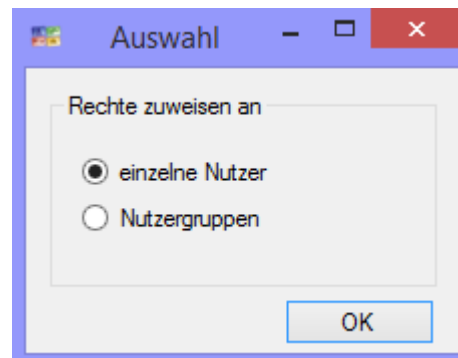 Auswahl
Rechte zuweisen an
einzelne Nutzer
Nutzergruppen
OK